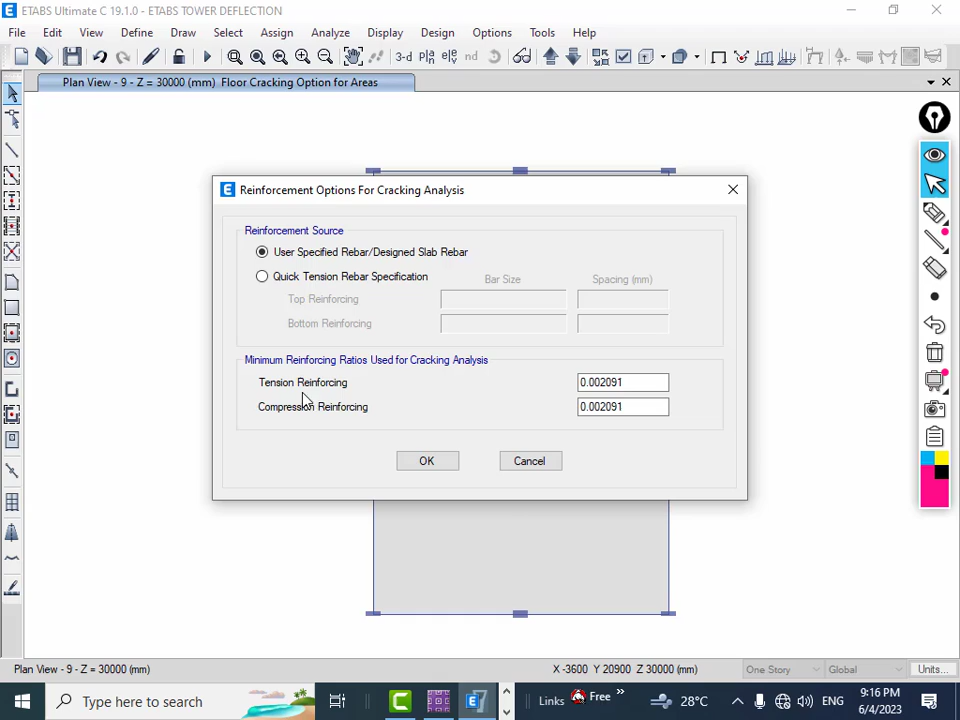 ETABS Ultimate C 19.1.0 - ETABS TOWER DEFLECTION
File Edit View Define Draw Select Assign Analyze Display Design Options Tools Help
3-d nd
Plan View - 9 - Z = 30000 (mm) Floor Cracking Option for Areas
Reinforcement Options For Cracking Analysis
Reinforcement Source
User Specified Rebar/Designed Slab Rebar
Quick Tension Rebar Specification
Bar Size Spacing (mm)
Top Reinforcing
Bottom Reinforcing
Minimum Reinforcing Ratios Used for Cracking Analysis
Tension Reinforcing 0.002091
Compression Reinforcing 0.002091
OK Cancel
Plan View - 9 - Z = 30000 (mm) X -3600 Y 20900 Z 30000 (mm) One Story Global Units...
Type here to search Links Free 28°C ENG 9:16 PM
6/4/2023